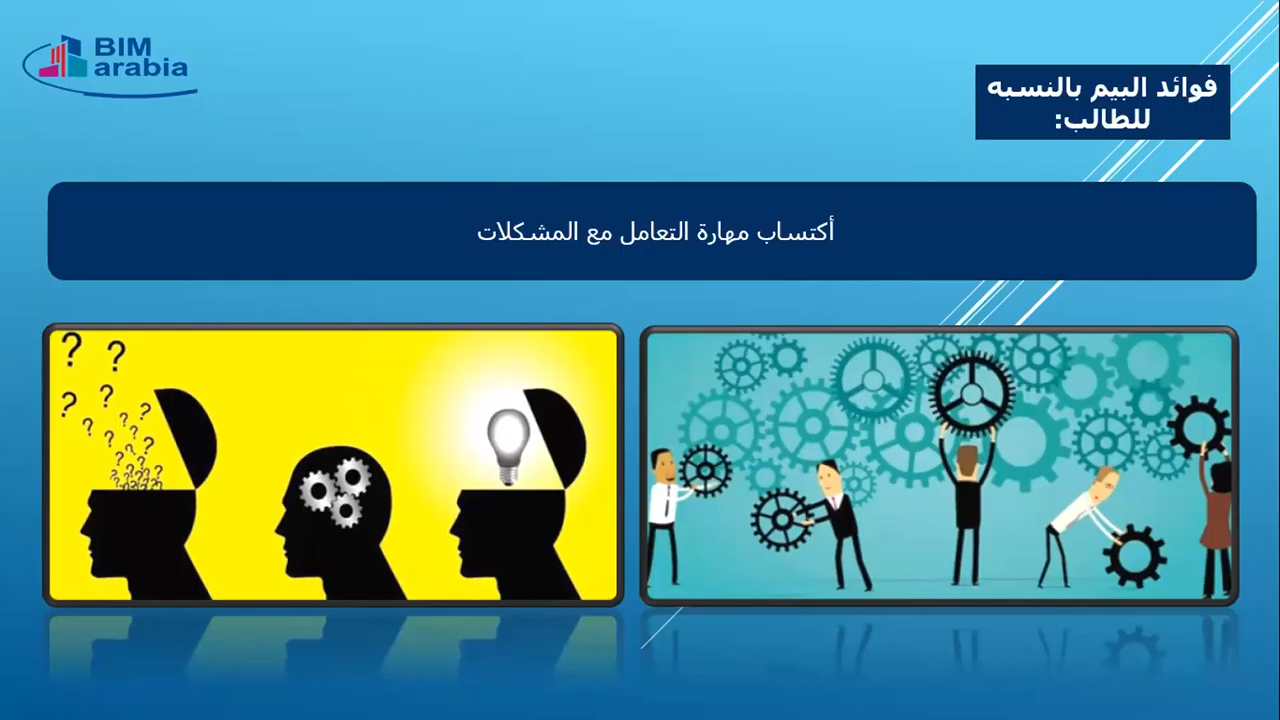 BIM
arabia
فوائد البيم بالنسبه
للطالب:
أكتساب مهارة التعامل مع المشكلات